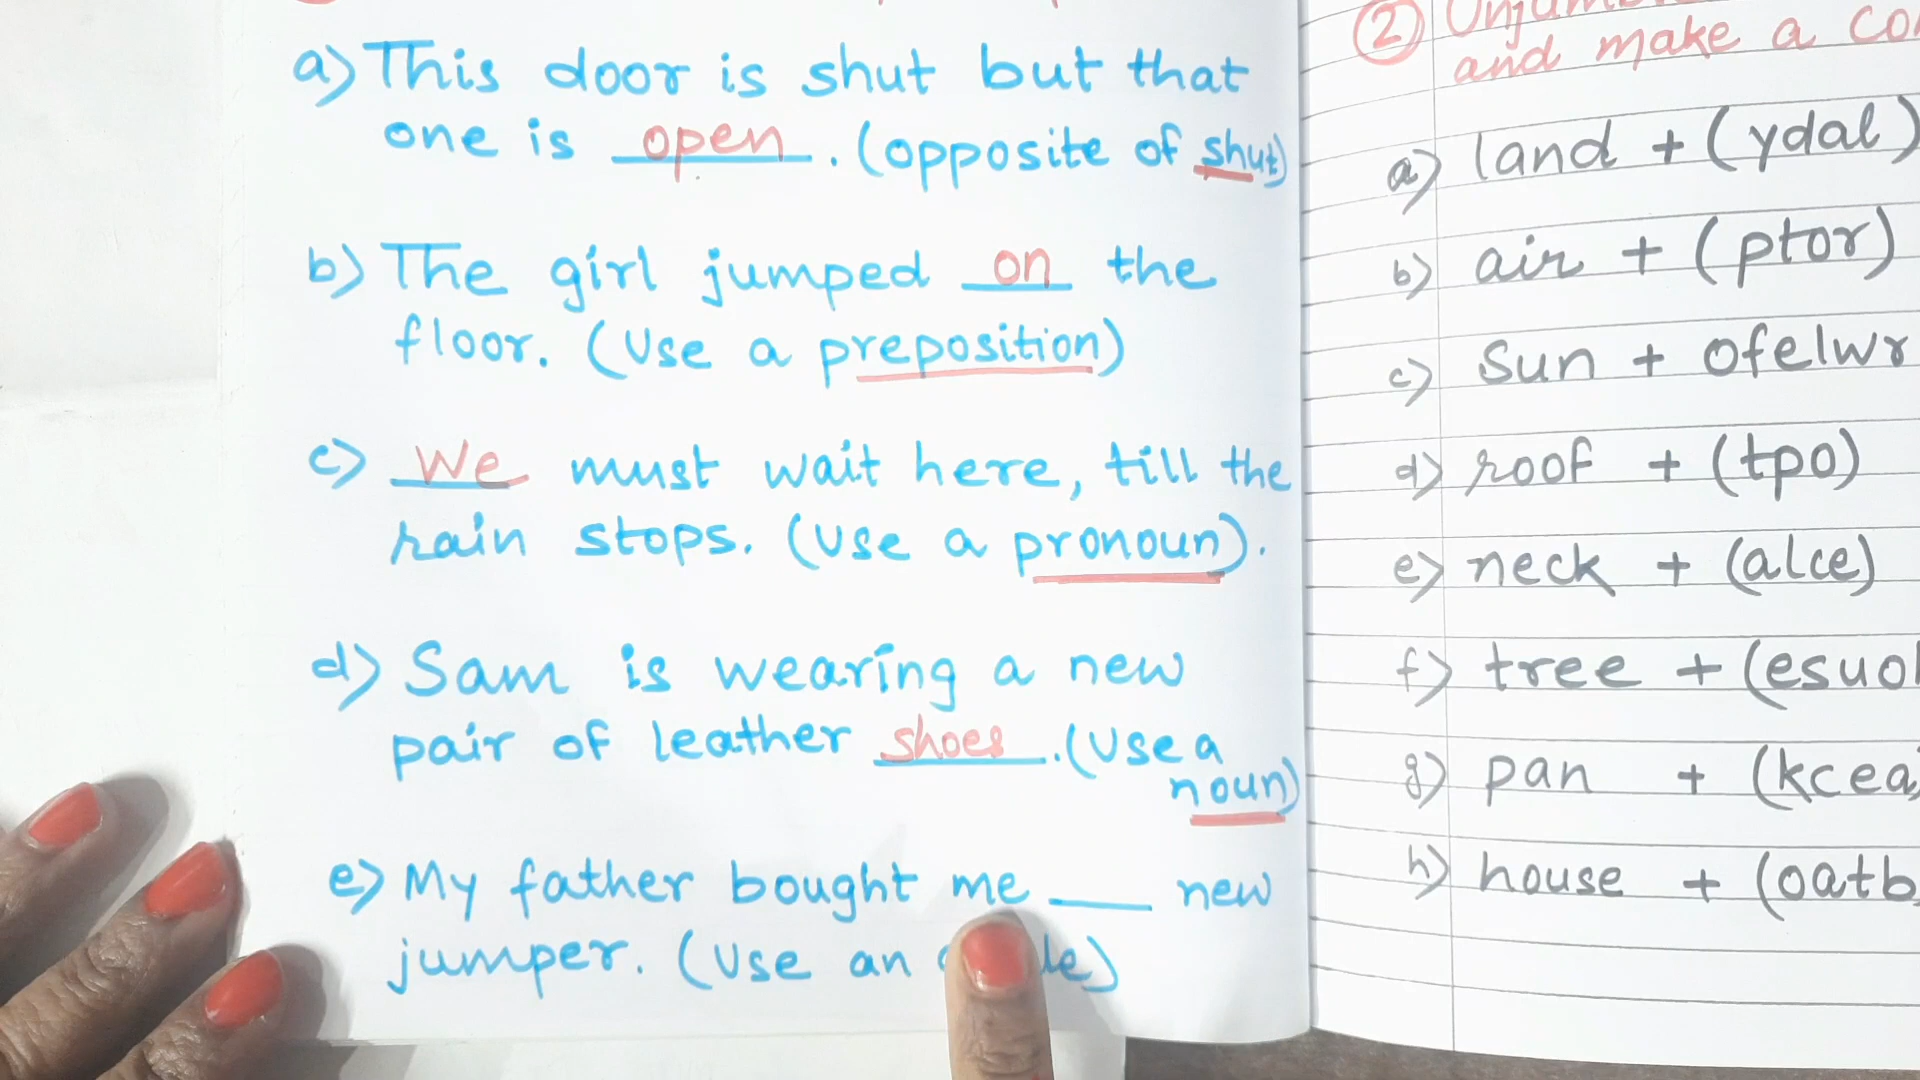 a) This door is shut but that
one is open. (opposite of shut)
b) The girl jumped on the
floor. (Use a preposition)
c) We must wait here, till the
rain stops. (Use a pronoun).
d) Sam is wearing a new
pair of leather shoes. (Use a
noun)
e) My father bought me ___ new
jumper. (Use an
2
and make a
a) land + (ydal)
b) air + (ptor)
c) Sun + ofelwr
d) roof + (tpo)
e) neck + (alce)
f) tree +
g) pan +
h) house +